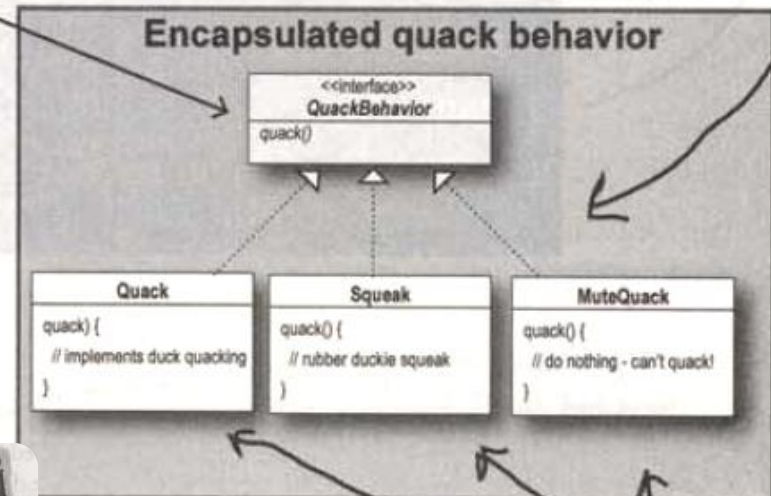 Encapsulated quack behavior
<<interface>>
QuackBehavior
quack()
Quack
quack) {
// implements duck quacking
}
Squeak
quack() {
// rubber duckie squeak
}
MuteQuack
quack() {
// do nothing - can't quack!
}